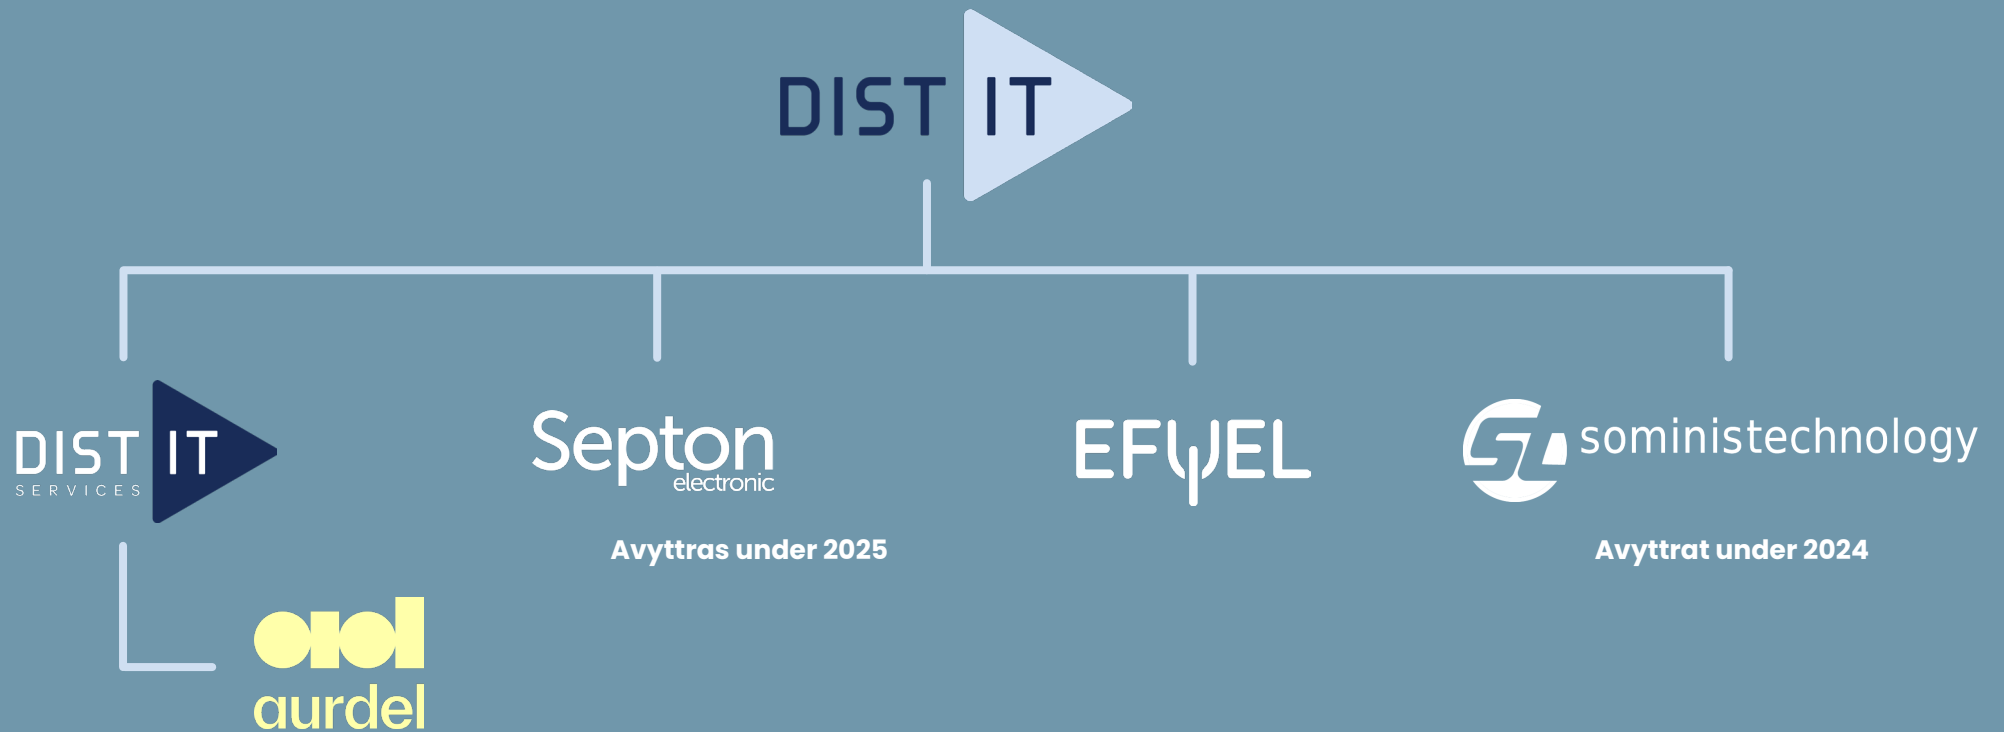 DIST IT
DIST IT
SERVICES
Septon
electronic
EFUEL
soministechnology
Avyttras under 2025
Avyttrat under 2024
aurdel